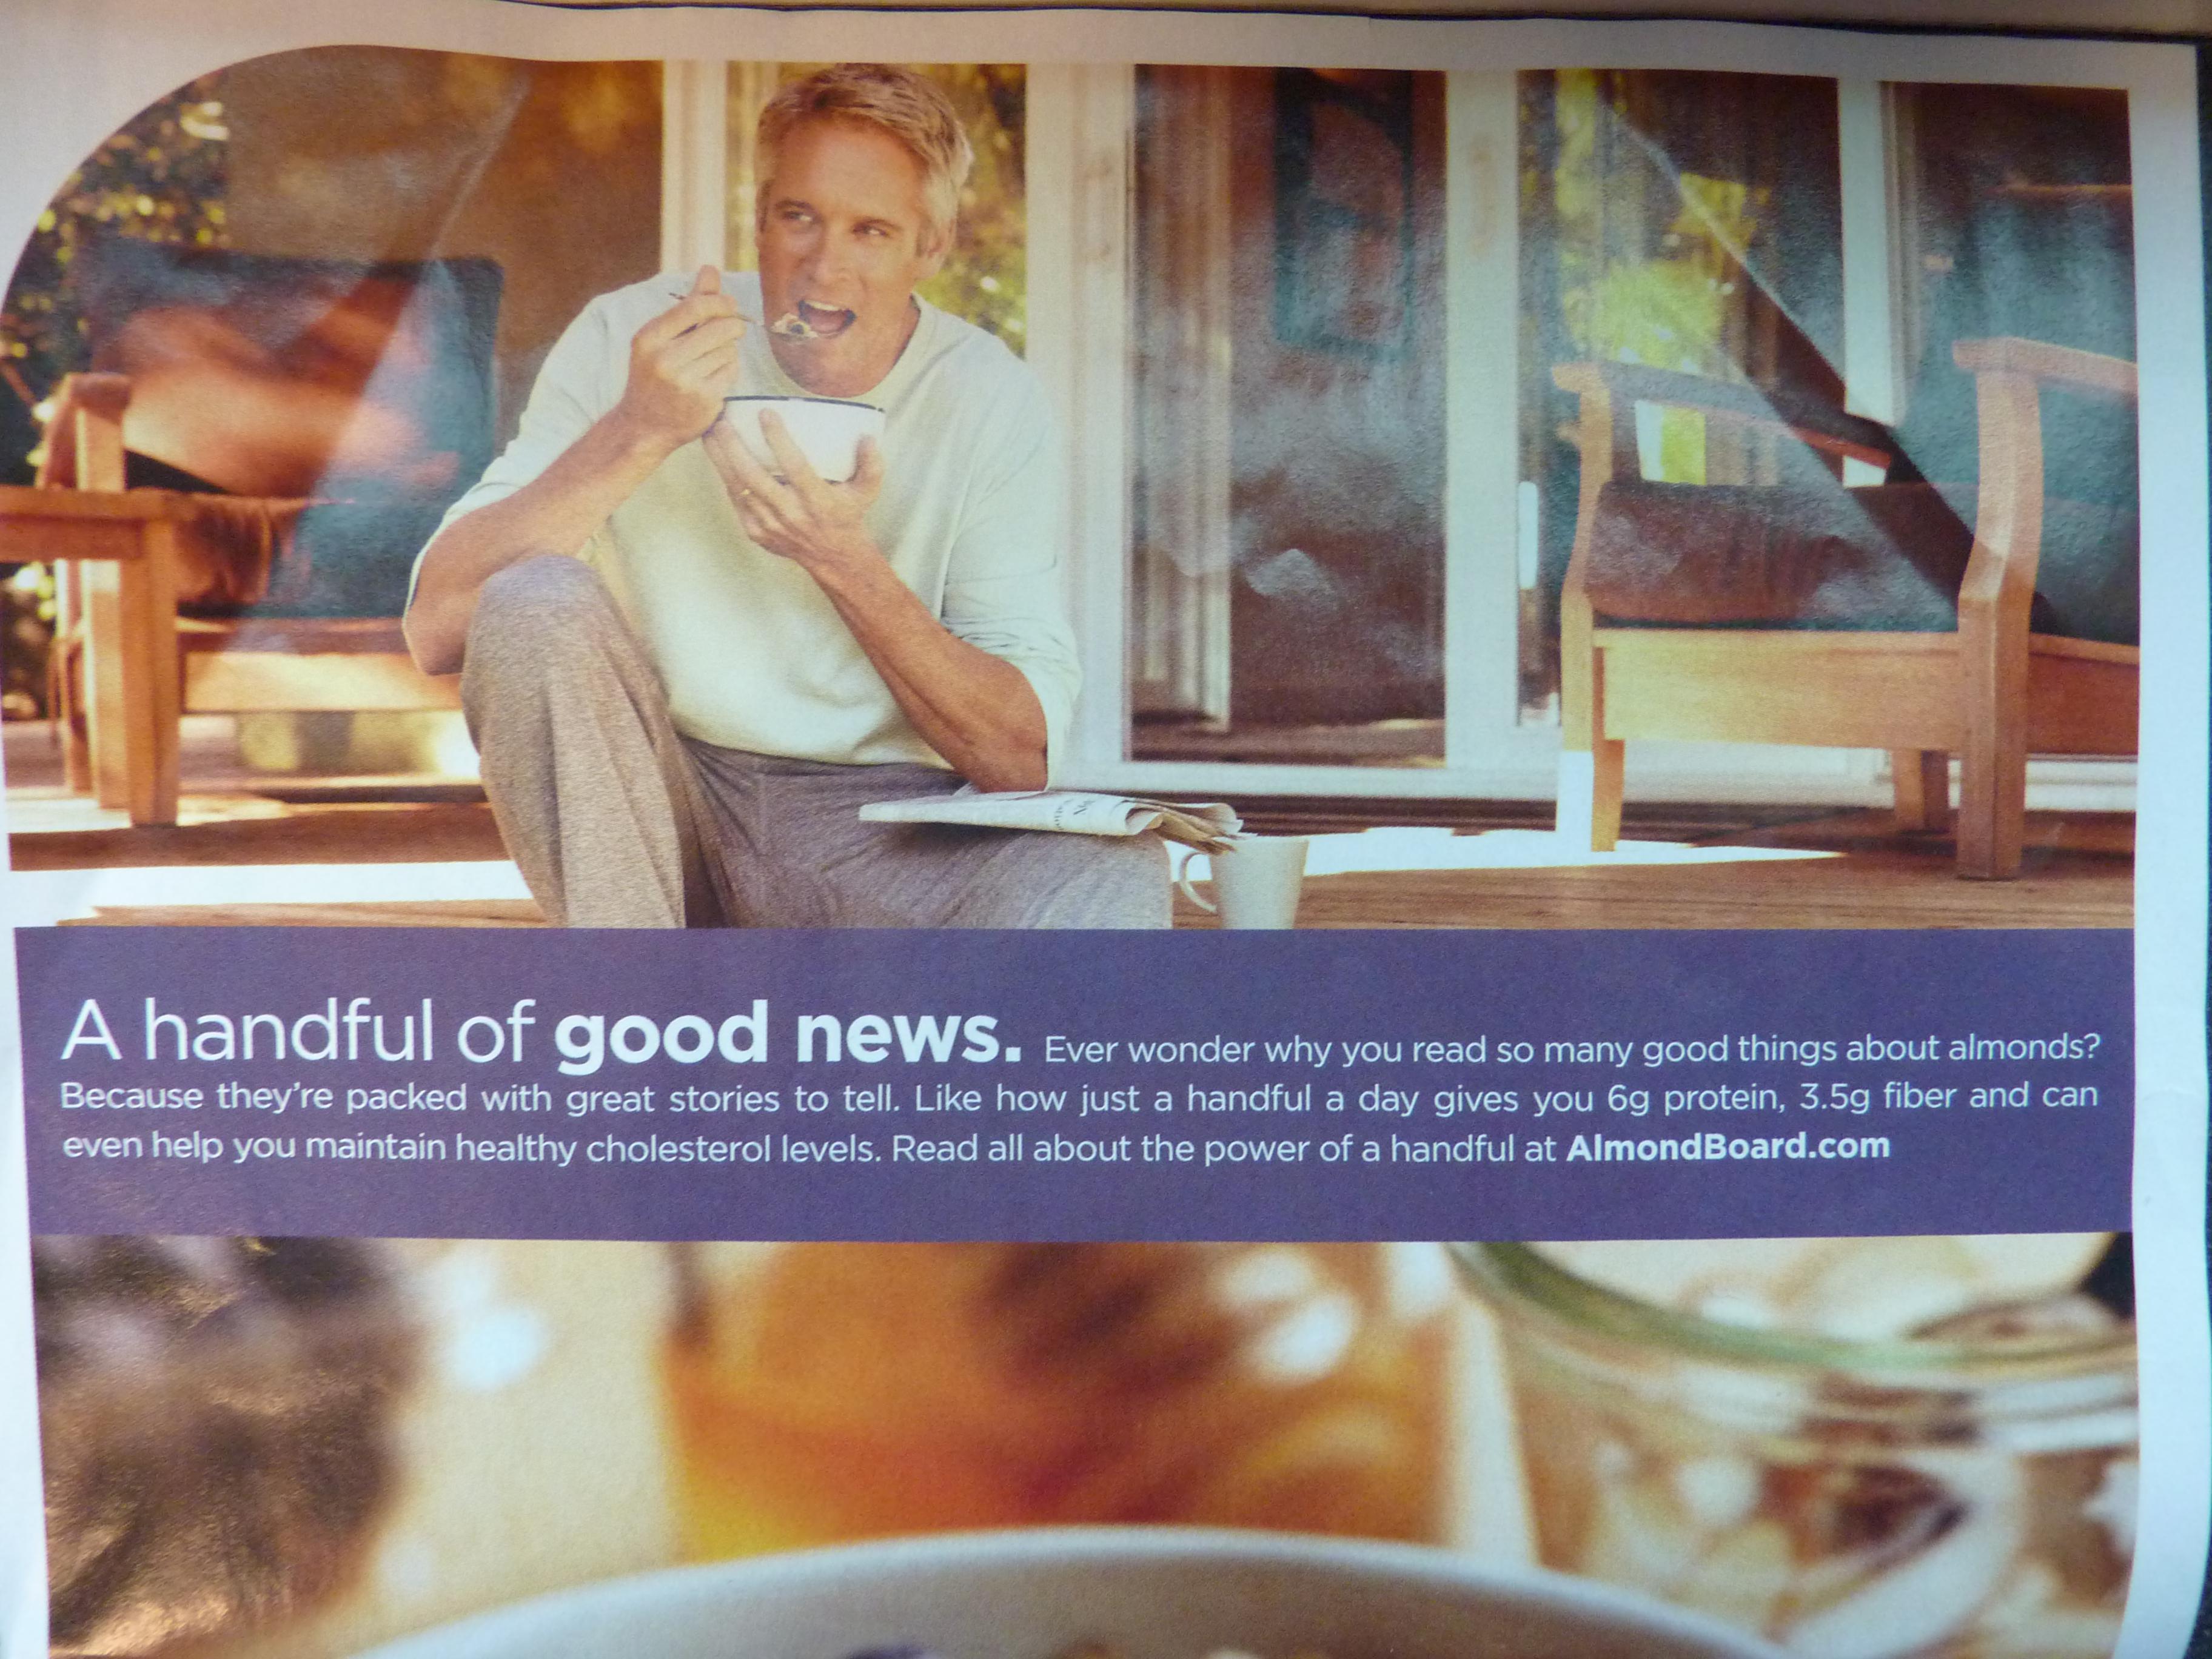 A handful of good news. Ever wonder why you read so many good things about almonds?
Because they're packed with great stories to tell. Like how just a handful a day gives you 6g protein, 3.5g fiber and can
even help you maintain healthy cholesterol levels. Read all about the power of a handful at AlmondBoard.com